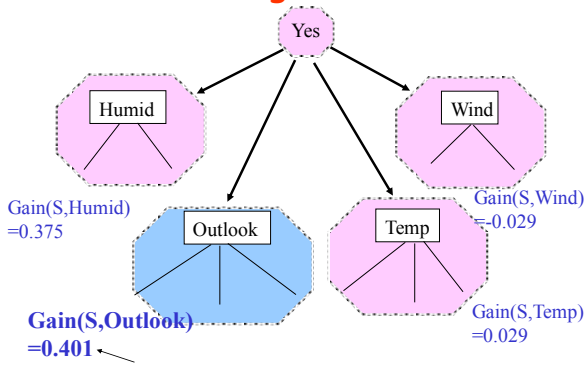 Yes
Humid
Wind
Gain(S,Humid)
=0.375
Outlook
Temp
Gain(S,Wind)
=-0.029
Gain(S,Outlook)
=0.401
Gain(S,Temp)
=0.029